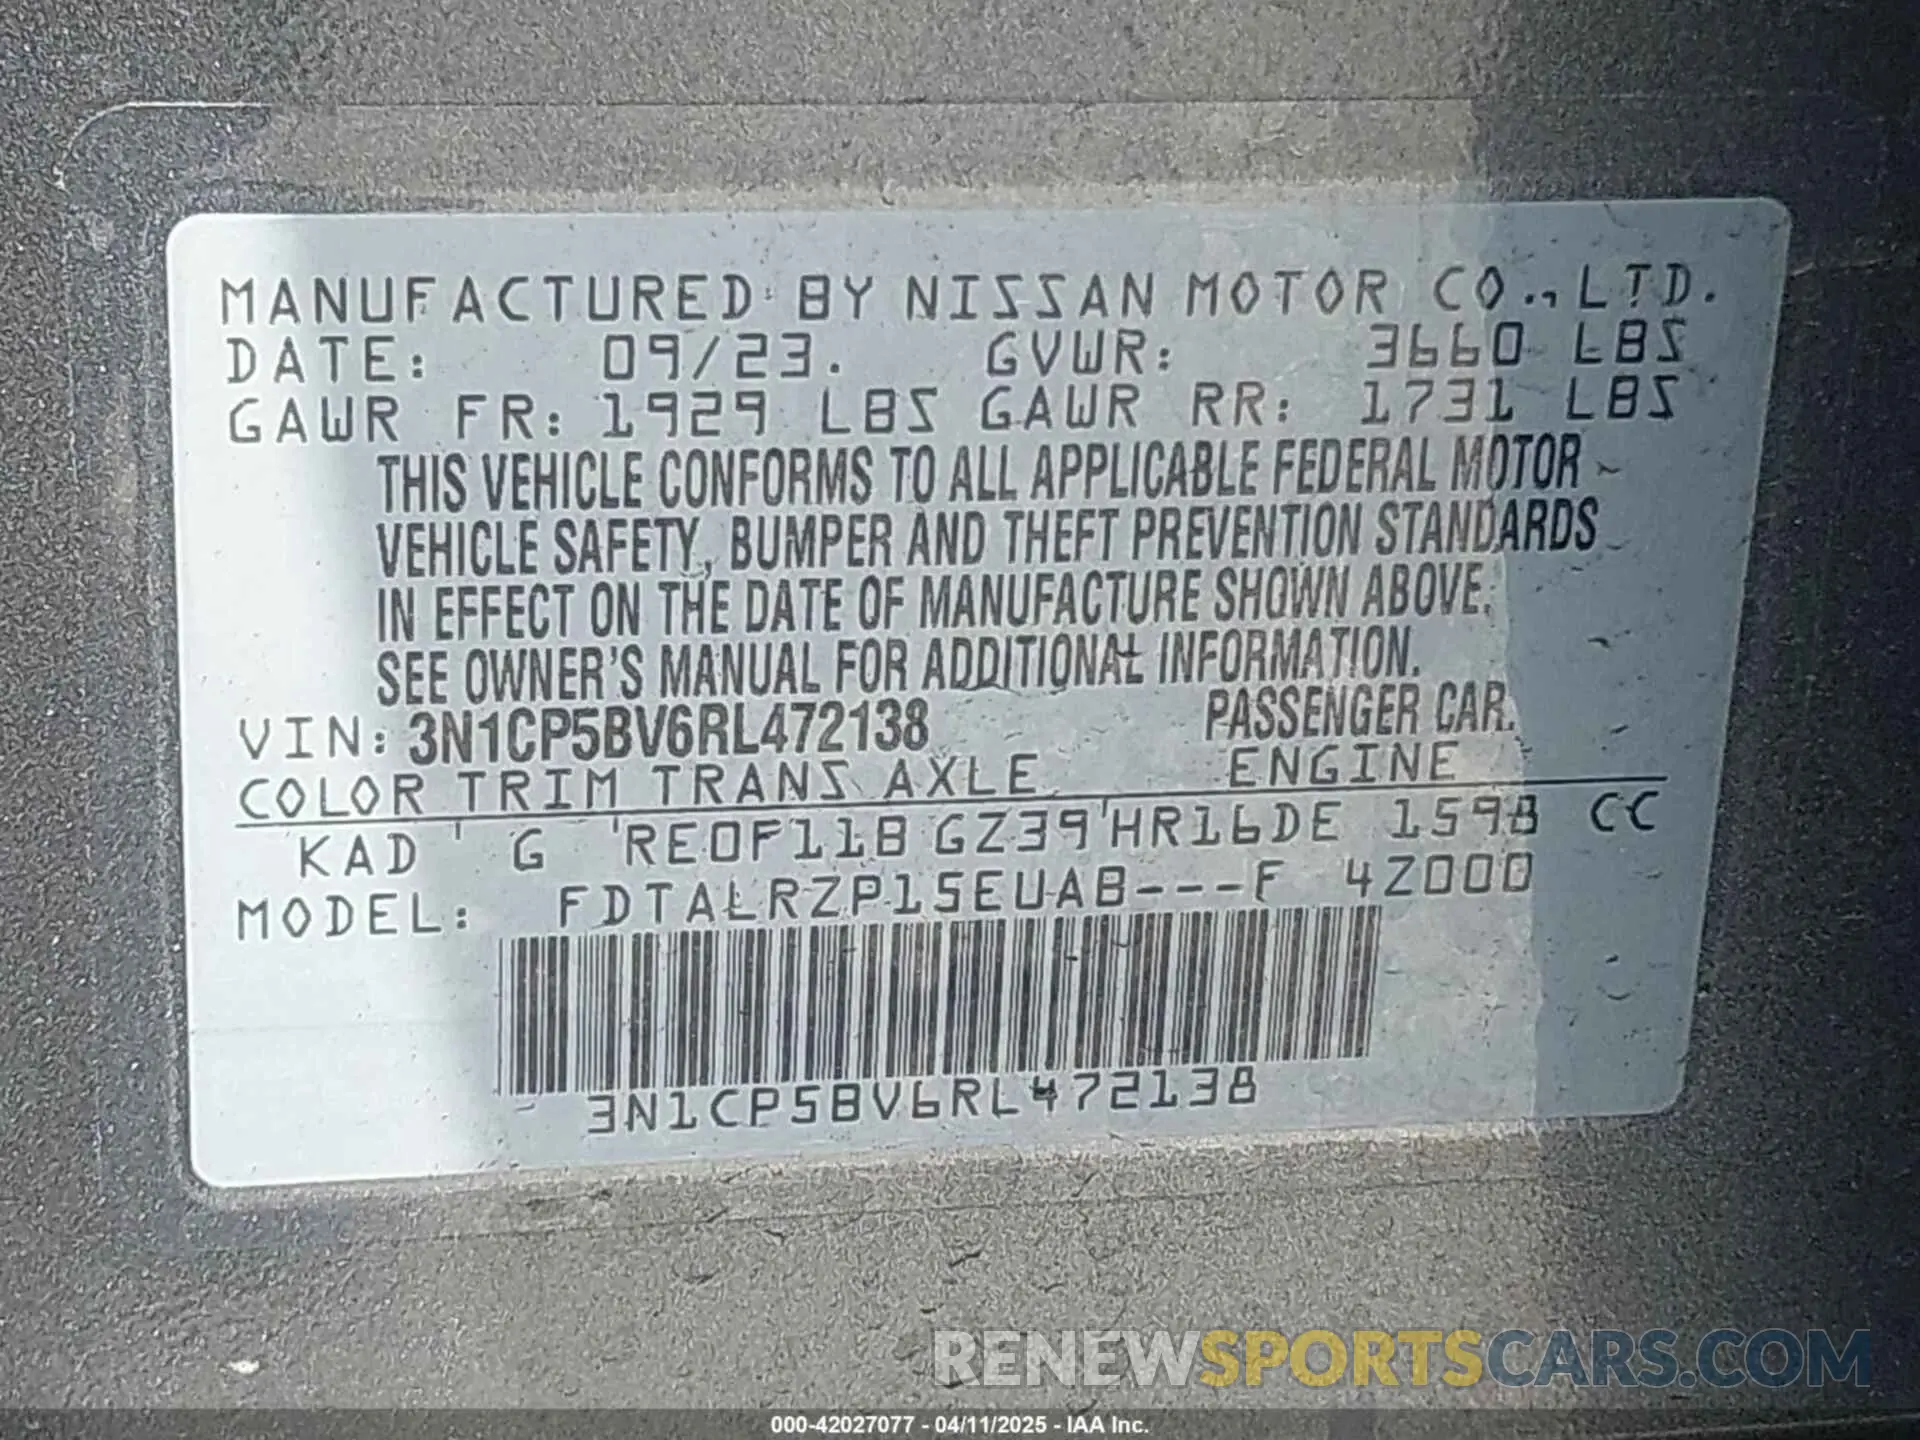 MANUFACTURED BY NISSAN MOTOR CO., LTD.
DATE: 09/23. GVWR: 3660 LBS
GAWR FR: 1929 LBS GAWR RR: 1731 LBS
THIS VEHICLE CONFORMS TO ALL APPLICABLE FEDERAL MOTOR
VEHICLE SAFETY, BUMPER AND THEFT PREVENTION STANDARDS
IN EFFECT ON THE DATE OF MANUFACTURE SHOWN ABOVE.
SEE OWNER'S MANUAL FOR ADDITIONAL INFORMATION.
VIN: 3N1CP5BV6RL472138 PASSENGER CAR.
COLOR TRIM TRANS AXLE ENGINE
KAD G RE0F11B GZ39 HR16DE 1598 CC
MODEL: FDTALRZP15EUAB---F 4Z000
3N1CP5BV6RL472138
RENEWSPORTSCARS.COM
000-42027077 - 04/11/2025 - IAA Inc.